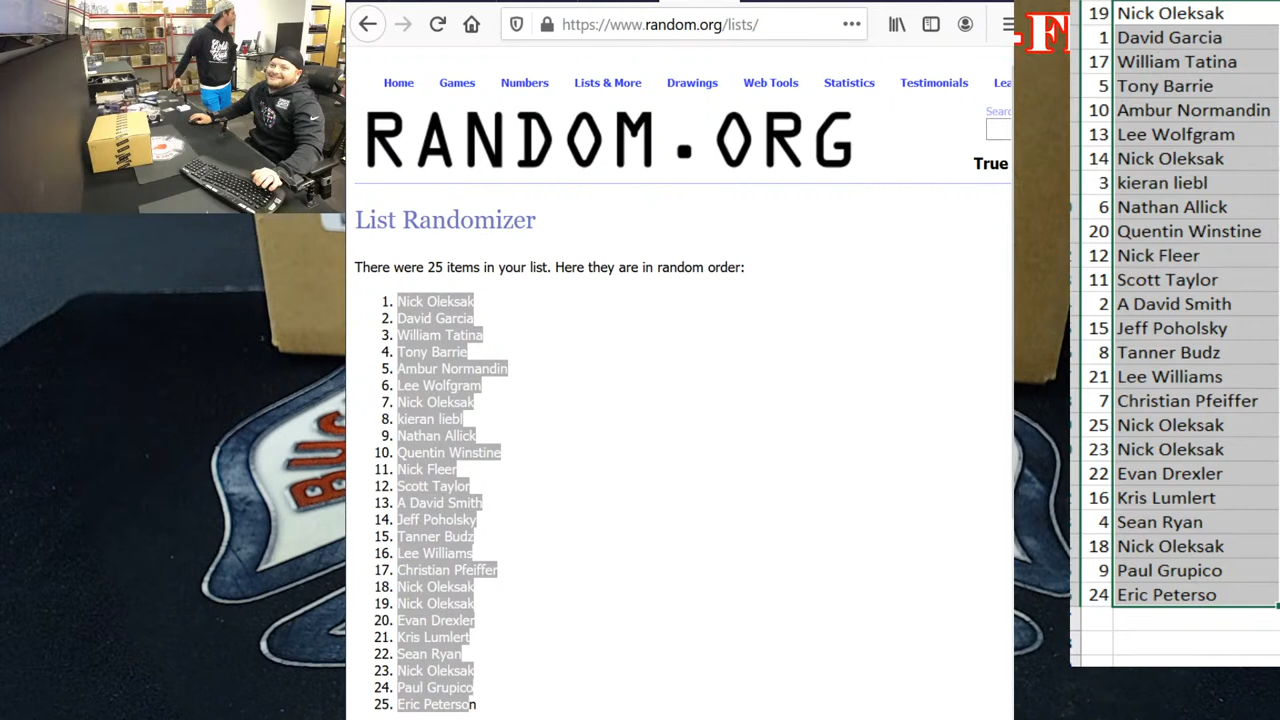 https://www.random.org/lists/
Home Games Numbers Lists & More Drawings Web Tools Statistics Testimonials Lea
Searc
RANDOM.ORG
True
List Randomizer
There were 25 items in your list. Here they are in random order:
1. Nick Oleksak
2. David Garcia
3. William Tatina
4. Tony Barrie
5. Ambur Normandin
6. Lee Wolfgram
7. Nick Oleksak
8. kieran liebl
9. Nathan Allick
10. Quentin Winstine
11. Nick Fleer
12. Scott Taylor
13. A David Smith
14. Jeff Poholsky
15. Tanner Budz
16. Lee Williams
17. Christian Pfeiffer
18. Nick Oleksak
19. Nick Oleksak
20. Evan Drexler
21. Kris Lumlert
22. Sean Ryan
23. Nick Oleksak
24. Paul Grupico
25. Eric Peterson
-F
19 Nick Oleksak
1 David Garcia
17 William Tatina
5 Tony Barrie
10 Ambur Normandin
13 Lee Wolfgram
14 Nick Oleksak
3 kieran liebl
6 Nathan Allick
20 Quentin Winstine
12 Nick Fleer
11 Scott Taylor
2 A David Smith
15 Jeff Poholsky
8 Tanner Budz
21 Lee Williams
7 Christian Pfeiffer
25 Nick Oleksak
23 Nick Oleksak
22 Evan Drexler
16 Kris Lumlert
4 Sean Ryan
18 Nick Oleksak
9 Paul Grupico
24 Eric Peterso
BUS